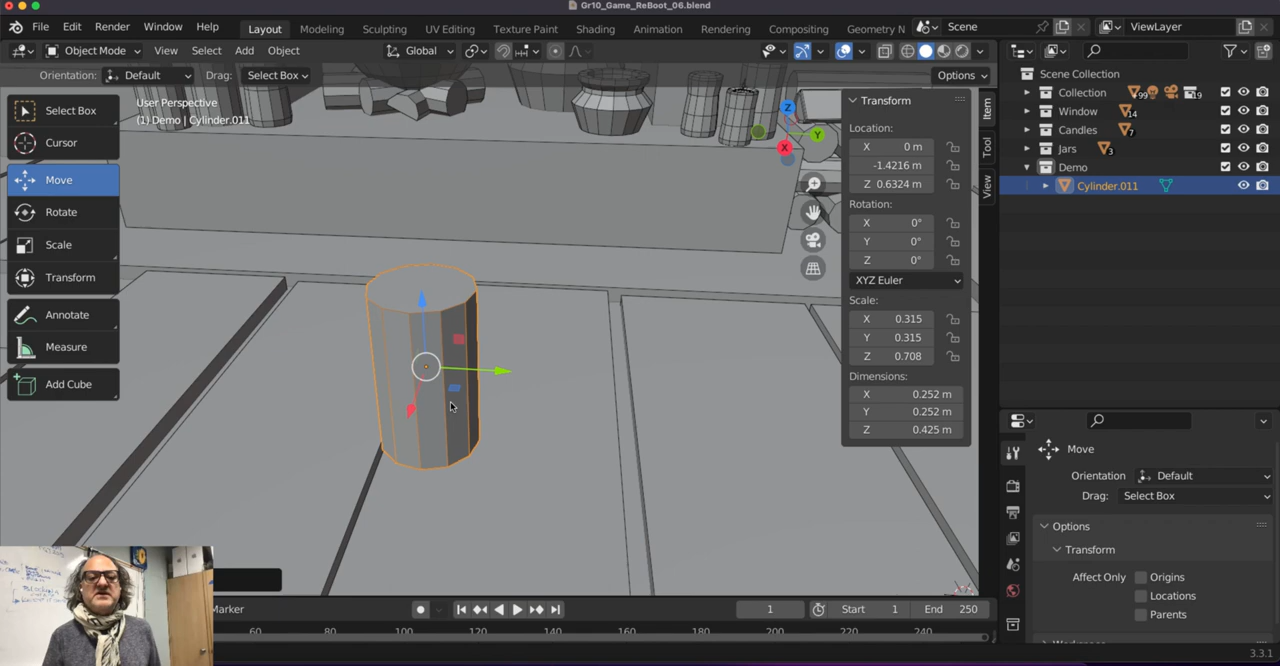 Gr10_Game_ReBoot_06.blend
File Edit Render Window Help Layout Modeling Sculpting UV Editing Texture Paint Shading Animation Rendering Compositing Geometry N Scene ViewLayer
Object Mode View Select Add Object Global
Orientation: Default Drag: Select Box Options
Scene Collection
Collection 99 19
Window 14
Candles 7
Jars 3
Demo
Cylinder.011
User Perspective
(1) Demo | Cylinder.011
Select Box
Cursor
Move
Rotate
Scale
Transform
Annotate
Measure
Add Cube
Z
Y
X
Transform
Location:
X 0 m
-1.4216 m
Z 0.6324 m
Rotation:
X 0°
Y 0°
Z 0°
XYZ Euler
Scale:
X 0.315
Y 0.315
Z 0.708
Dimensions:
X 0.252 m
Y 0.252 m
Z 0.425 m
Item
Tool
View
Move
Orientation Default
Drag: Select Box
Options
Transform
Affect Only Origins
Locations
Parents
Marker 1 Start 1 End 250
60 80 100 120 140 160 180 200 220 240
3.3.1